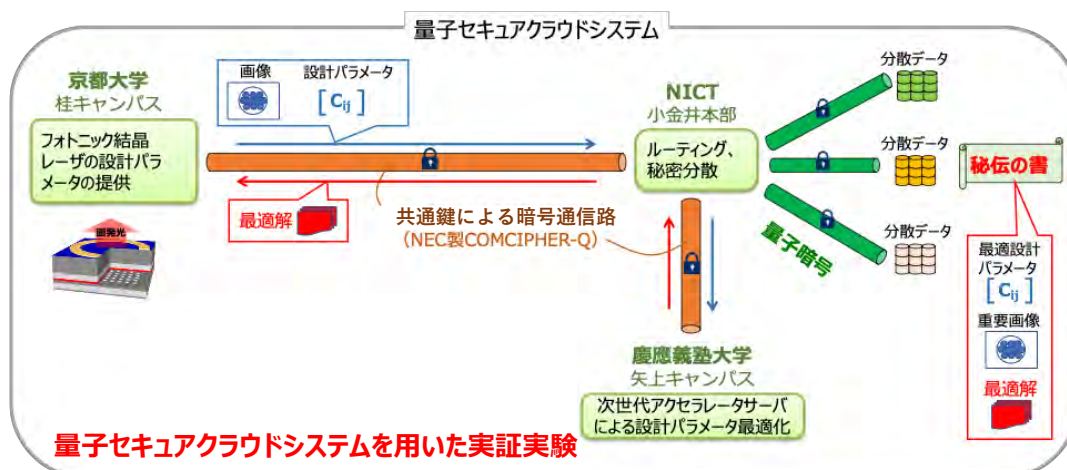 量子セキュアクラウドシステム
京都大学
桂キャンパス
フォトニック結晶
レーザの設計パラ
メータの提供
面発光
画像
設計パラメータ
[Cij]
最適解
共通鍵による暗号通信路
(NEC製COMCIPHER-Q)
NICT
小金井本部
ルーティング、
秘密分散
慶應義塾大学
矢上キャンパス
次世代アクセラレータサーバ
による設計パラメータ最適化
量子暗号
分散データ
分散データ
分散データ
秘伝の書
最適設計
パラメータ
[Cij]
重要画像
最適解
量子セキュアクラウドシステムを用いた実証実験